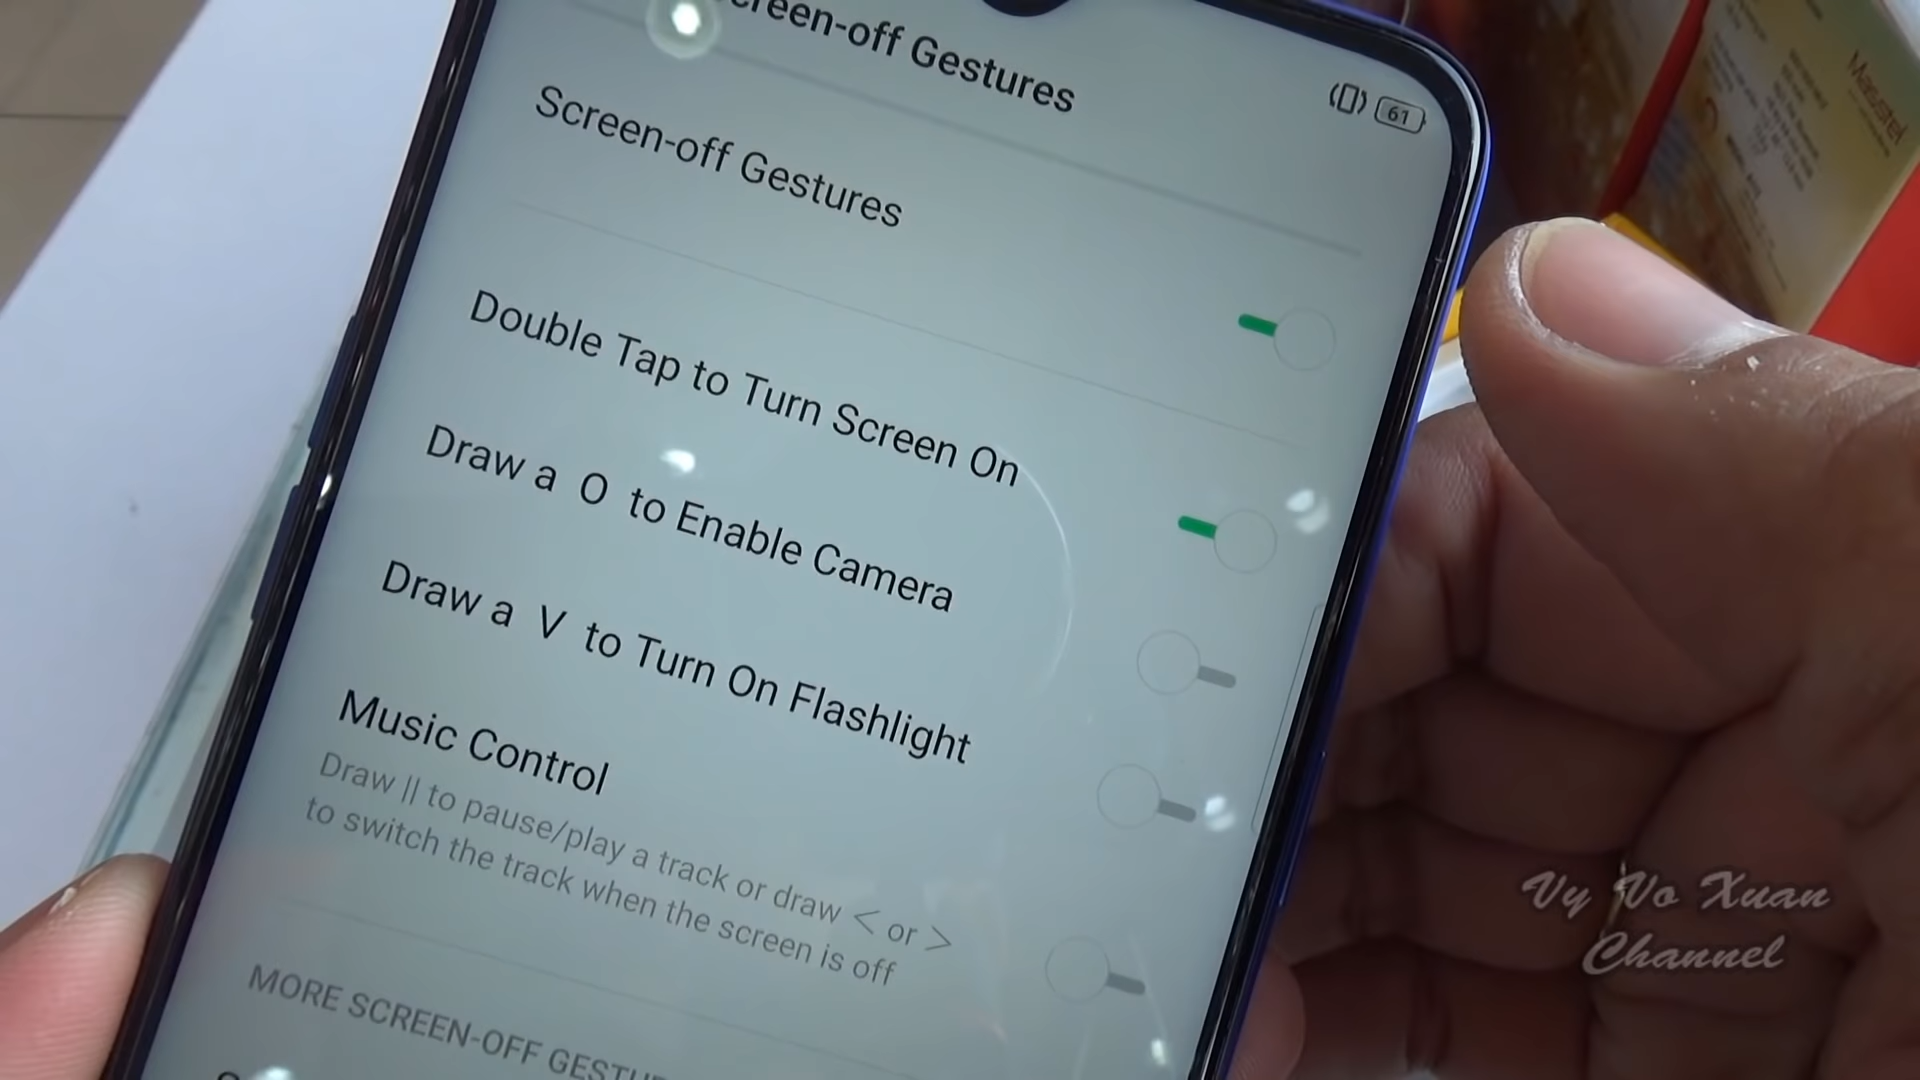 Screen-off Gestures
61
Screen-off Gestures
Double Tap to Turn Screen On
Draw a O to Enable Camera
Draw a V to Turn On Flashlight
Music Control
Draw || to pause/play a track or draw < or >
to switch the track when the screen is off
MORE SCREEN-OFF
Vy Vo Xuan
Channel